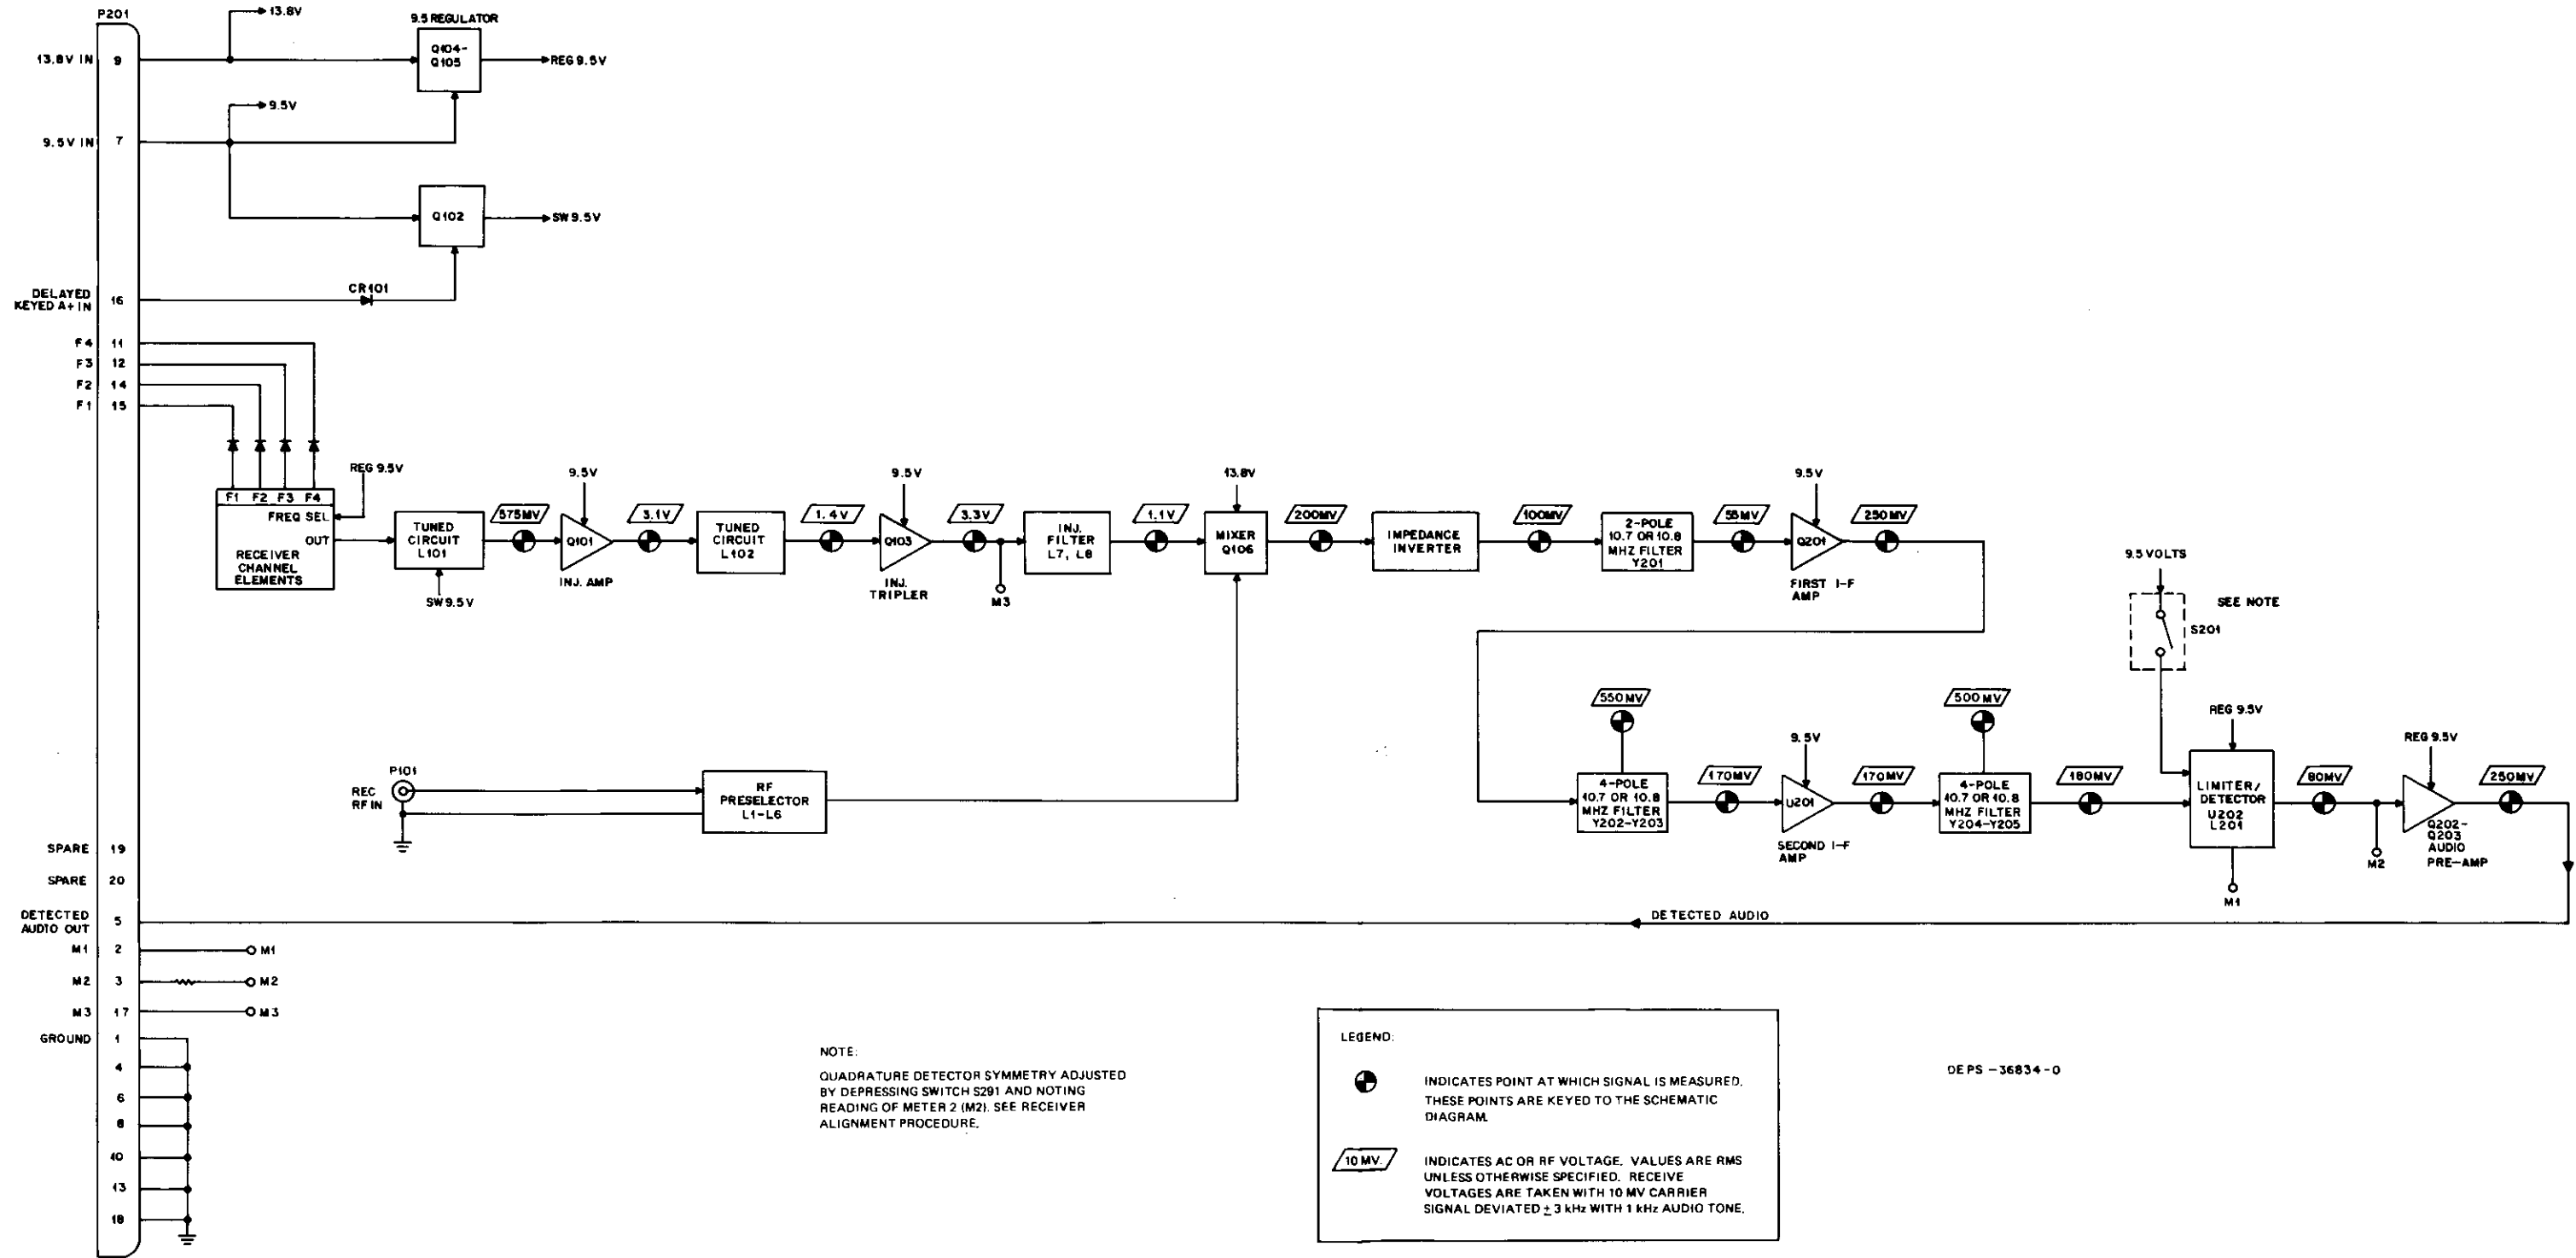 P201
13.8V IN 9
13.8V
9.5 REGULATOR
Q104-
Q105
REG 9.5V
9.5V IN 7
9.5V
Q102
SW 9.5V
DELAYED
KEYED A+ IN 16
CR101
F4 11
F3 12
F2 14
F1 15
REG 9.5V
F1 F2 F3 F4
FREQ SEL
OUT
RECEIVER
CHANNEL
ELEMENTS
TUNED
CIRCUIT
L101
SW 9.5V
575MV
9.5V
Q101
INJ. AMP
3.1V
TUNED
CIRCUIT
L102
1.4V
9.5V
Q103
INJ.
TRIPLER
3.3V
M3
INJ.
FILTER
L7, L8
1.1V
13.8V
MIXER
Q106
200MV
IMPEDANCE
INVERTER
100MV
2-POLE
10.7 OR 10.8
MHZ FILTER
Y201
55MV
9.5V
Q201
FIRST I-F
AMP
250MV
9.5 VOLTS
SEE NOTE
S201
P101
REC
RF IN
RF
PRESELECTOR
L1-L6
550MV
4-POLE
10.7 OR 10.8
MHZ FILTER
Y202-Y203
170MV
9.5V
U201
SECOND I-F
AMP
170MV
500MV
4-POLE
10.7 OR 10.8
MHZ FILTER
Y204-Y205
180MV
REG 9.5V
LIMITER/
DETECTOR
U202
L201
M1
80MV
M2
REG 9.5V
Q202-
Q203
AUDIO
PRE-AMP
250MV
SPARE 19
SPARE 20
DETECTED
AUDIO OUT 5
DETECTED AUDIO
M1 2 M1
M2 3 M2
M3 17 M3
GROUND 1
4
6
8
10
13
18
NOTE:
QUADRATURE DETECTOR SYMMETRY ADJUSTED
BY DEPRESSING SWITCH S291 AND NOTING
READING OF METER 2 (M2). SEE RECEIVER
ALIGNMENT PROCEDURE.
LEGEND:
INDICATES POINT AT WHICH SIGNAL IS MEASURED.
THESE POINTS ARE KEYED TO THE SCHEMATIC
DIAGRAM.
10 MV.
INDICATES AC OR RF VOLTAGE. VALUES ARE RMS
UNLESS OTHERWISE SPECIFIED. RECEIVE
VOLTAGES ARE TAKEN WITH 10 MV CARRIER
SIGNAL DEVIATED ± 3 kHz WITH 1 kHz AUDIO TONE.
DEPS-36834-O